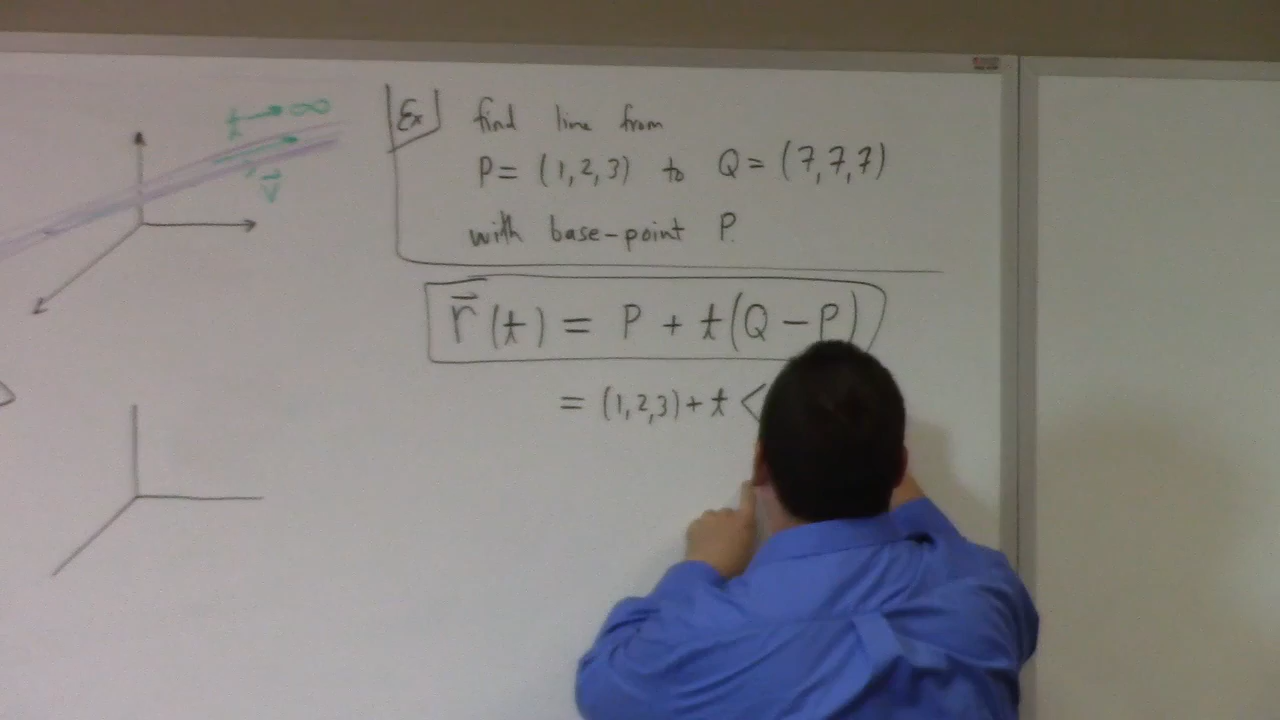 t → ∞
v⃗
Ex find line from
P = (1,2,3) to Q = (7,7,7)
with base-point P.
r⃗(t) = P + t(Q − P)
= (1,2,3) + t <